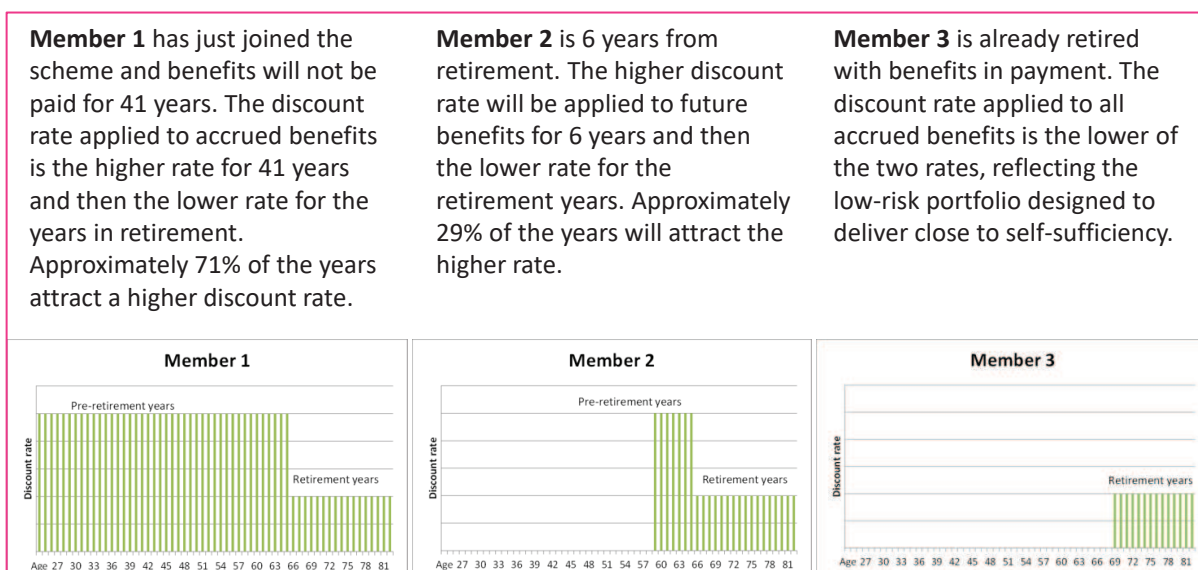 Member 1 has just joined the
scheme and benefits will not be
paid for 41 years. The discount
rate applied to accrued benefits
is the higher rate for 41 years
and then the lower rate for the
years in retirement.
Approximately 71% of the years
attract a higher discount rate.
Member 2 is 6 years from
retirement. The higher discount
rate will be applied to future
benefits for 6 years and then
the lower rate for the
retirement years. Approximately
29% of the years will attract the
higher rate.
Member 3 is already retired
with benefits in payment. The
discount rate applied to all
accrued benefits is the lower of
the two rates, reflecting the
low-risk portfolio designed to
deliver close to self-sufficiency.
Member 1
Pre-retirement years
Retirement years
Discount rate
Age 27 30 33 36 39 42 45 48 51 54 57 60 63 66 69 72 75 78 81
Member 2
Pre-retirement years
Retirement years
Discount rate
Age 27 30 33 36 39 42 45 48 51 54 57 60 63 66 69 72 75 78 81
Member 3
Retirement years
Discount rate
Age 27 30 33 36 39 42 45 48 51 54 57 60 63 66 69 72 75 78 81